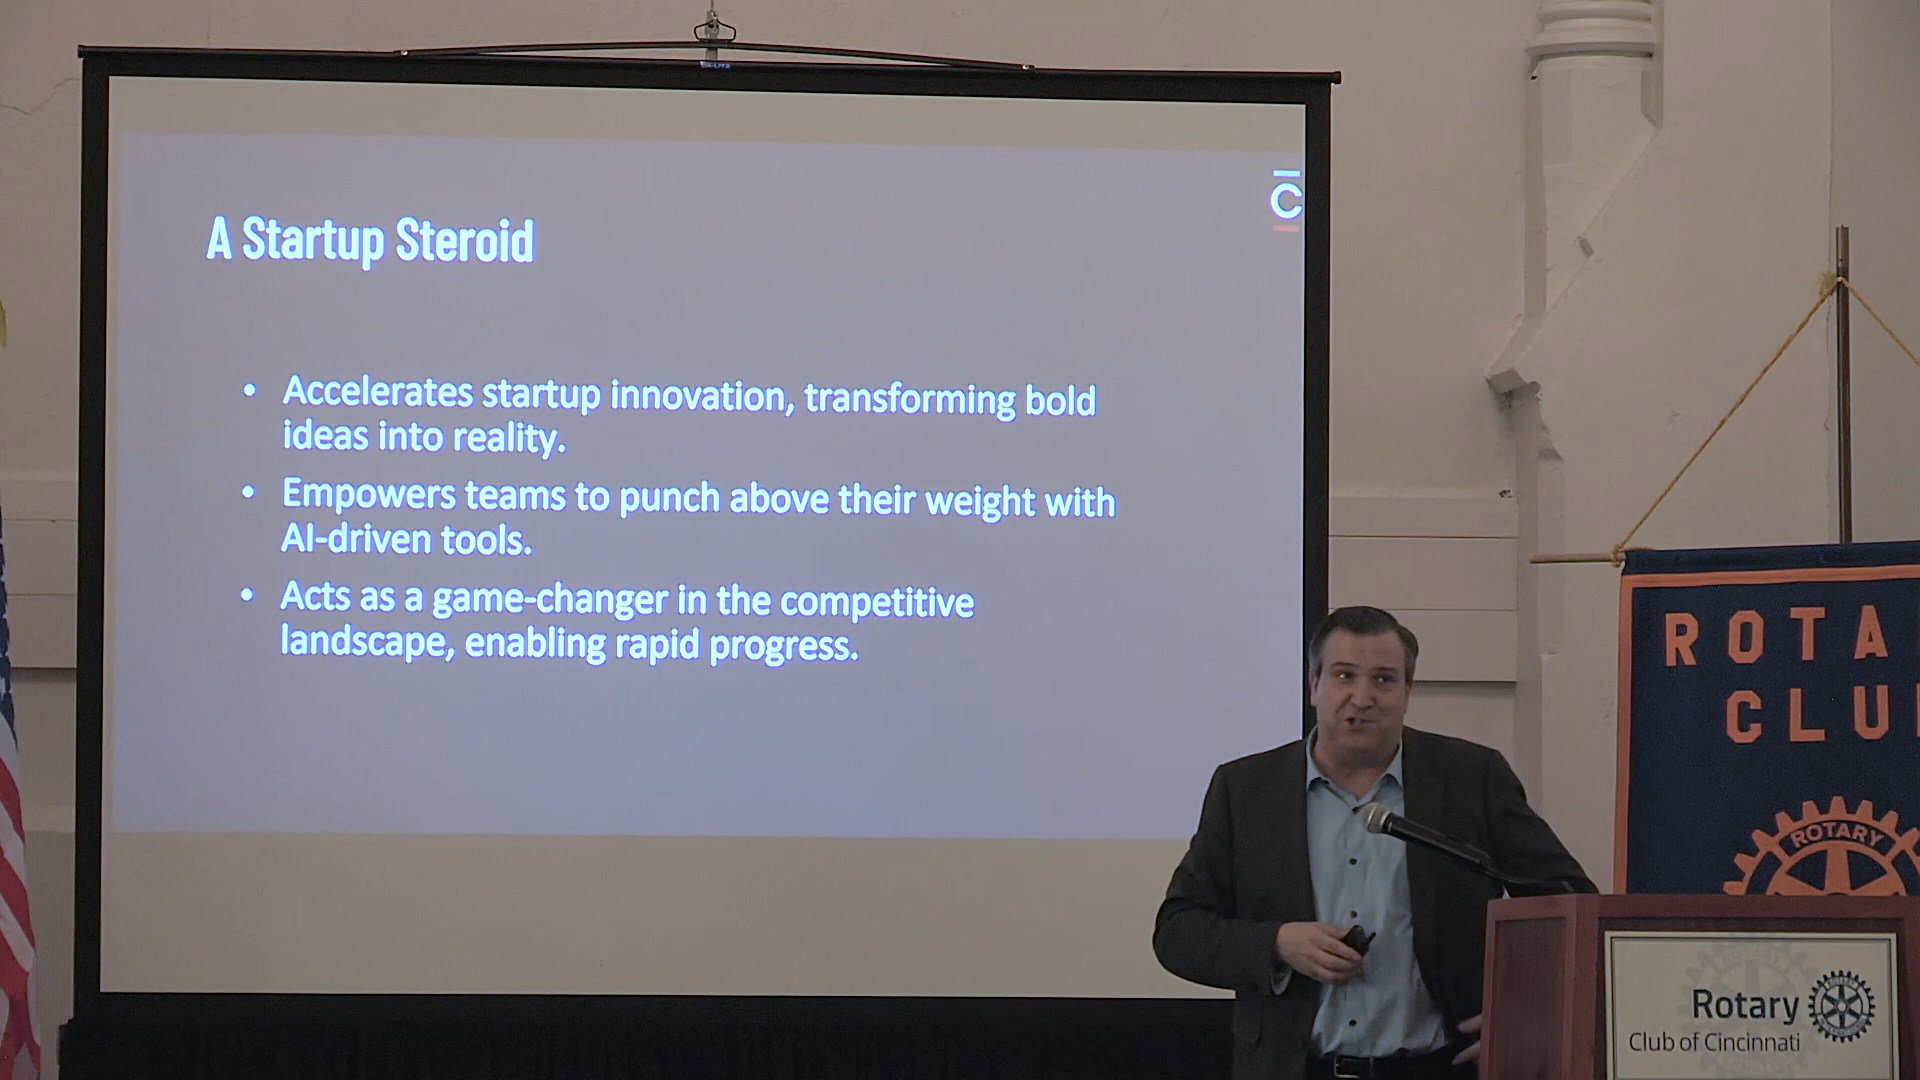 A Startup Steroid
• Accelerates startup innovation, transforming bold
ideas into reality.
• Empowers teams to punch above their weight with
AI-driven tools.
• Acts as a game-changer in the competitive
landscape, enabling rapid progress.
C
ROTA
CLU
ROTARY
Rotary
Club of Cincinnati